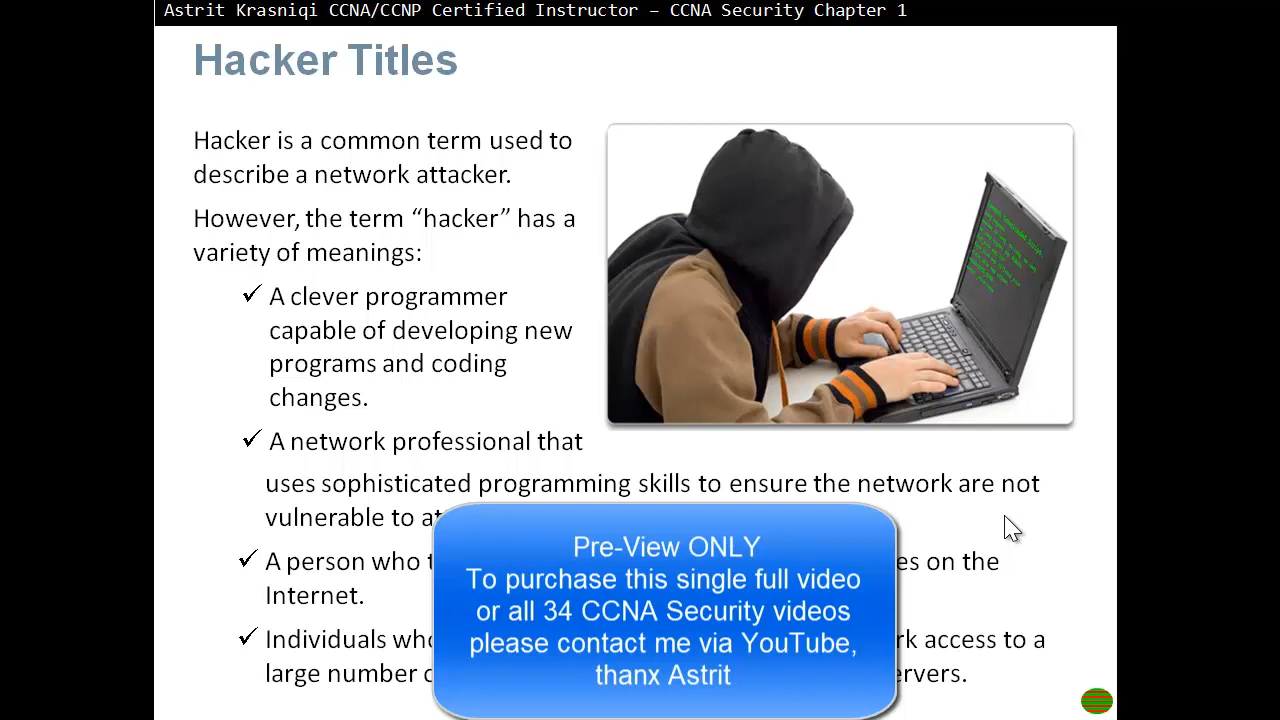 Astrit Krasniqi CCNA/CCNP Certified Instructor – CCNA Security Chapter 1
Hacker Titles
Hacker is a common term used to
describe a network attacker.
However, the term “hacker” has a
variety of meanings:
✓ A clever programmer
capable of developing new
programs and coding
changes.
✓ A network professional that
uses sophisticated programming skills to ensure the network are not
vulnerable to
✓ A person who
on the
Internet.
✓ Individuals
access to a
large number
Pre-View ONLY
To purchase this single full video
or all 34 CCNA Security videos
please contact me via YouTube,
thanx Astrit